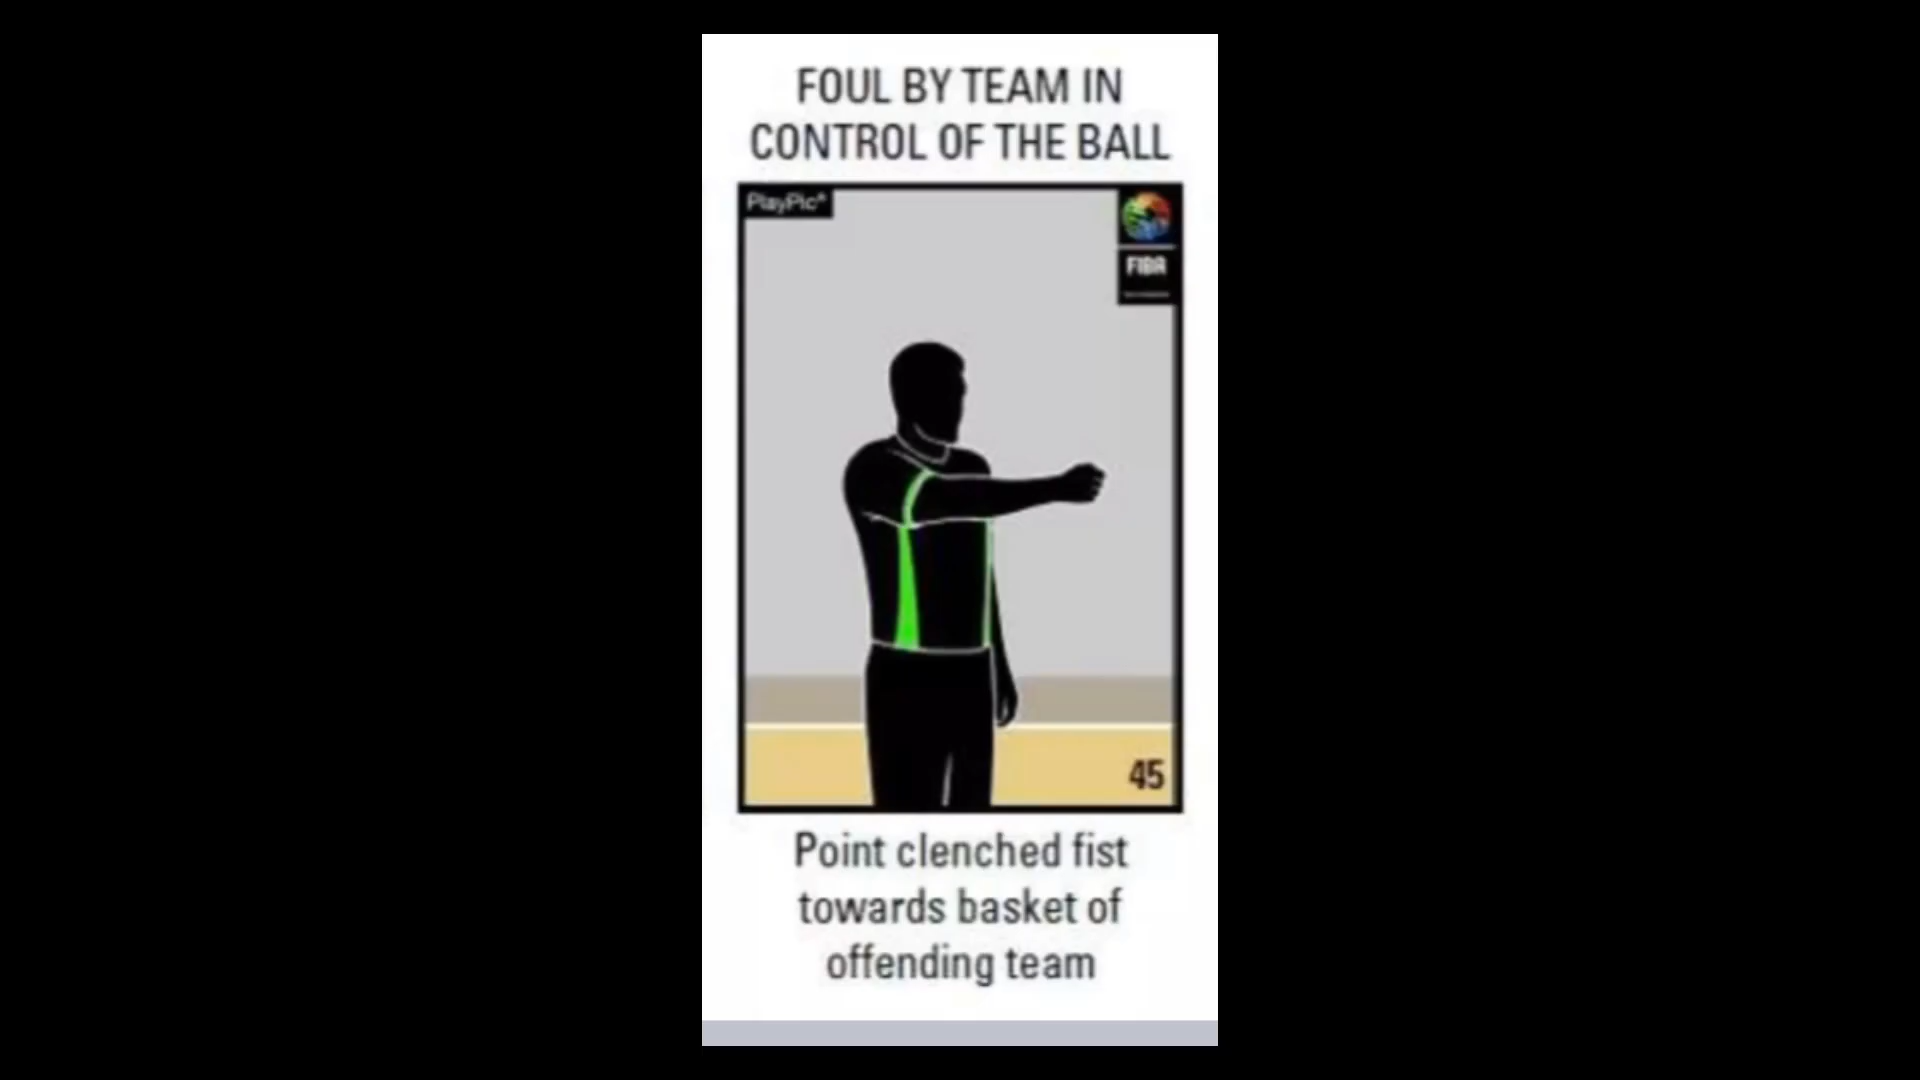 FOUL BY TEAM IN
CONTROL OF THE BALL
PlayPic®
FIBA
45
Point clenched fist
towards basket of
offending team